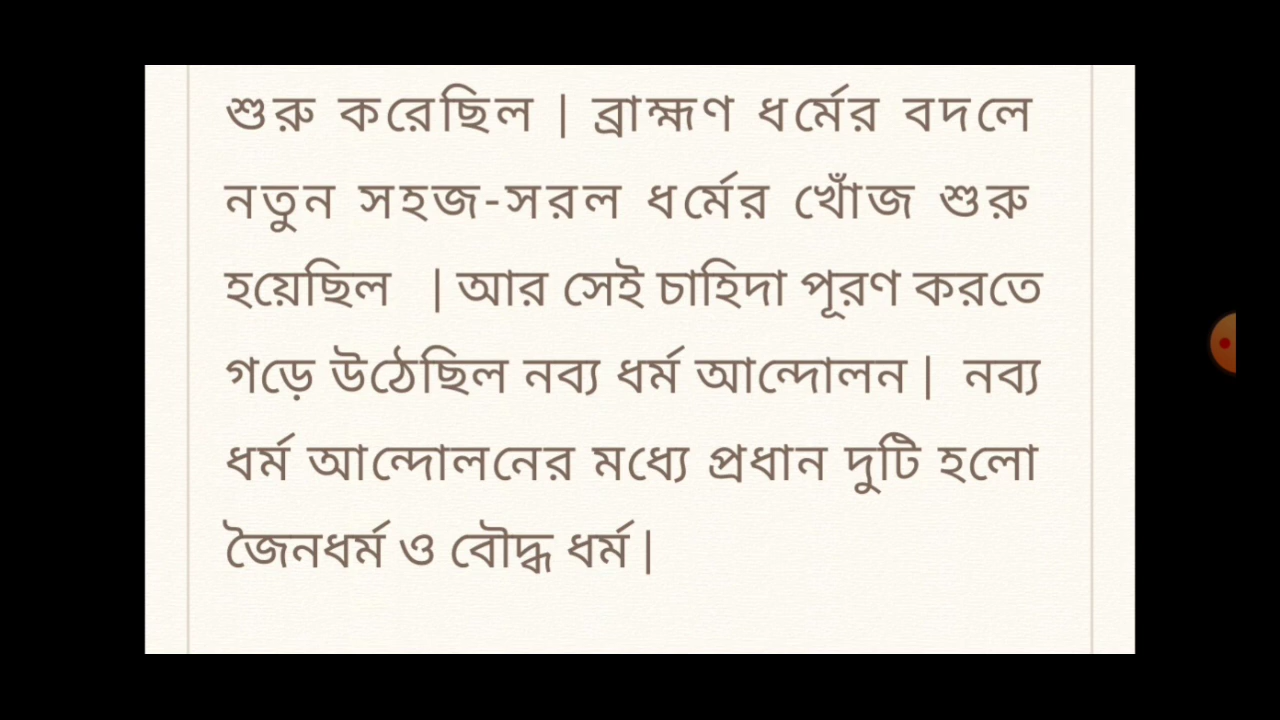 শুরু করেছিল | ব্রাহ্মণ ধর্মের বদলে
নতুন সহজ-সরল ধর্মের খোঁজ শুরু
হয়েছিল | আর সেই চাহিদা পূরণ করতে
গড়ে উঠেছিল নব্য ধর্ম আন্দোলন | নব্য
ধর্ম আন্দোলনের মধ্যে প্রধান দুটি হলো
জৈনধর্ম ও বৌদ্ধ ধর্ম |